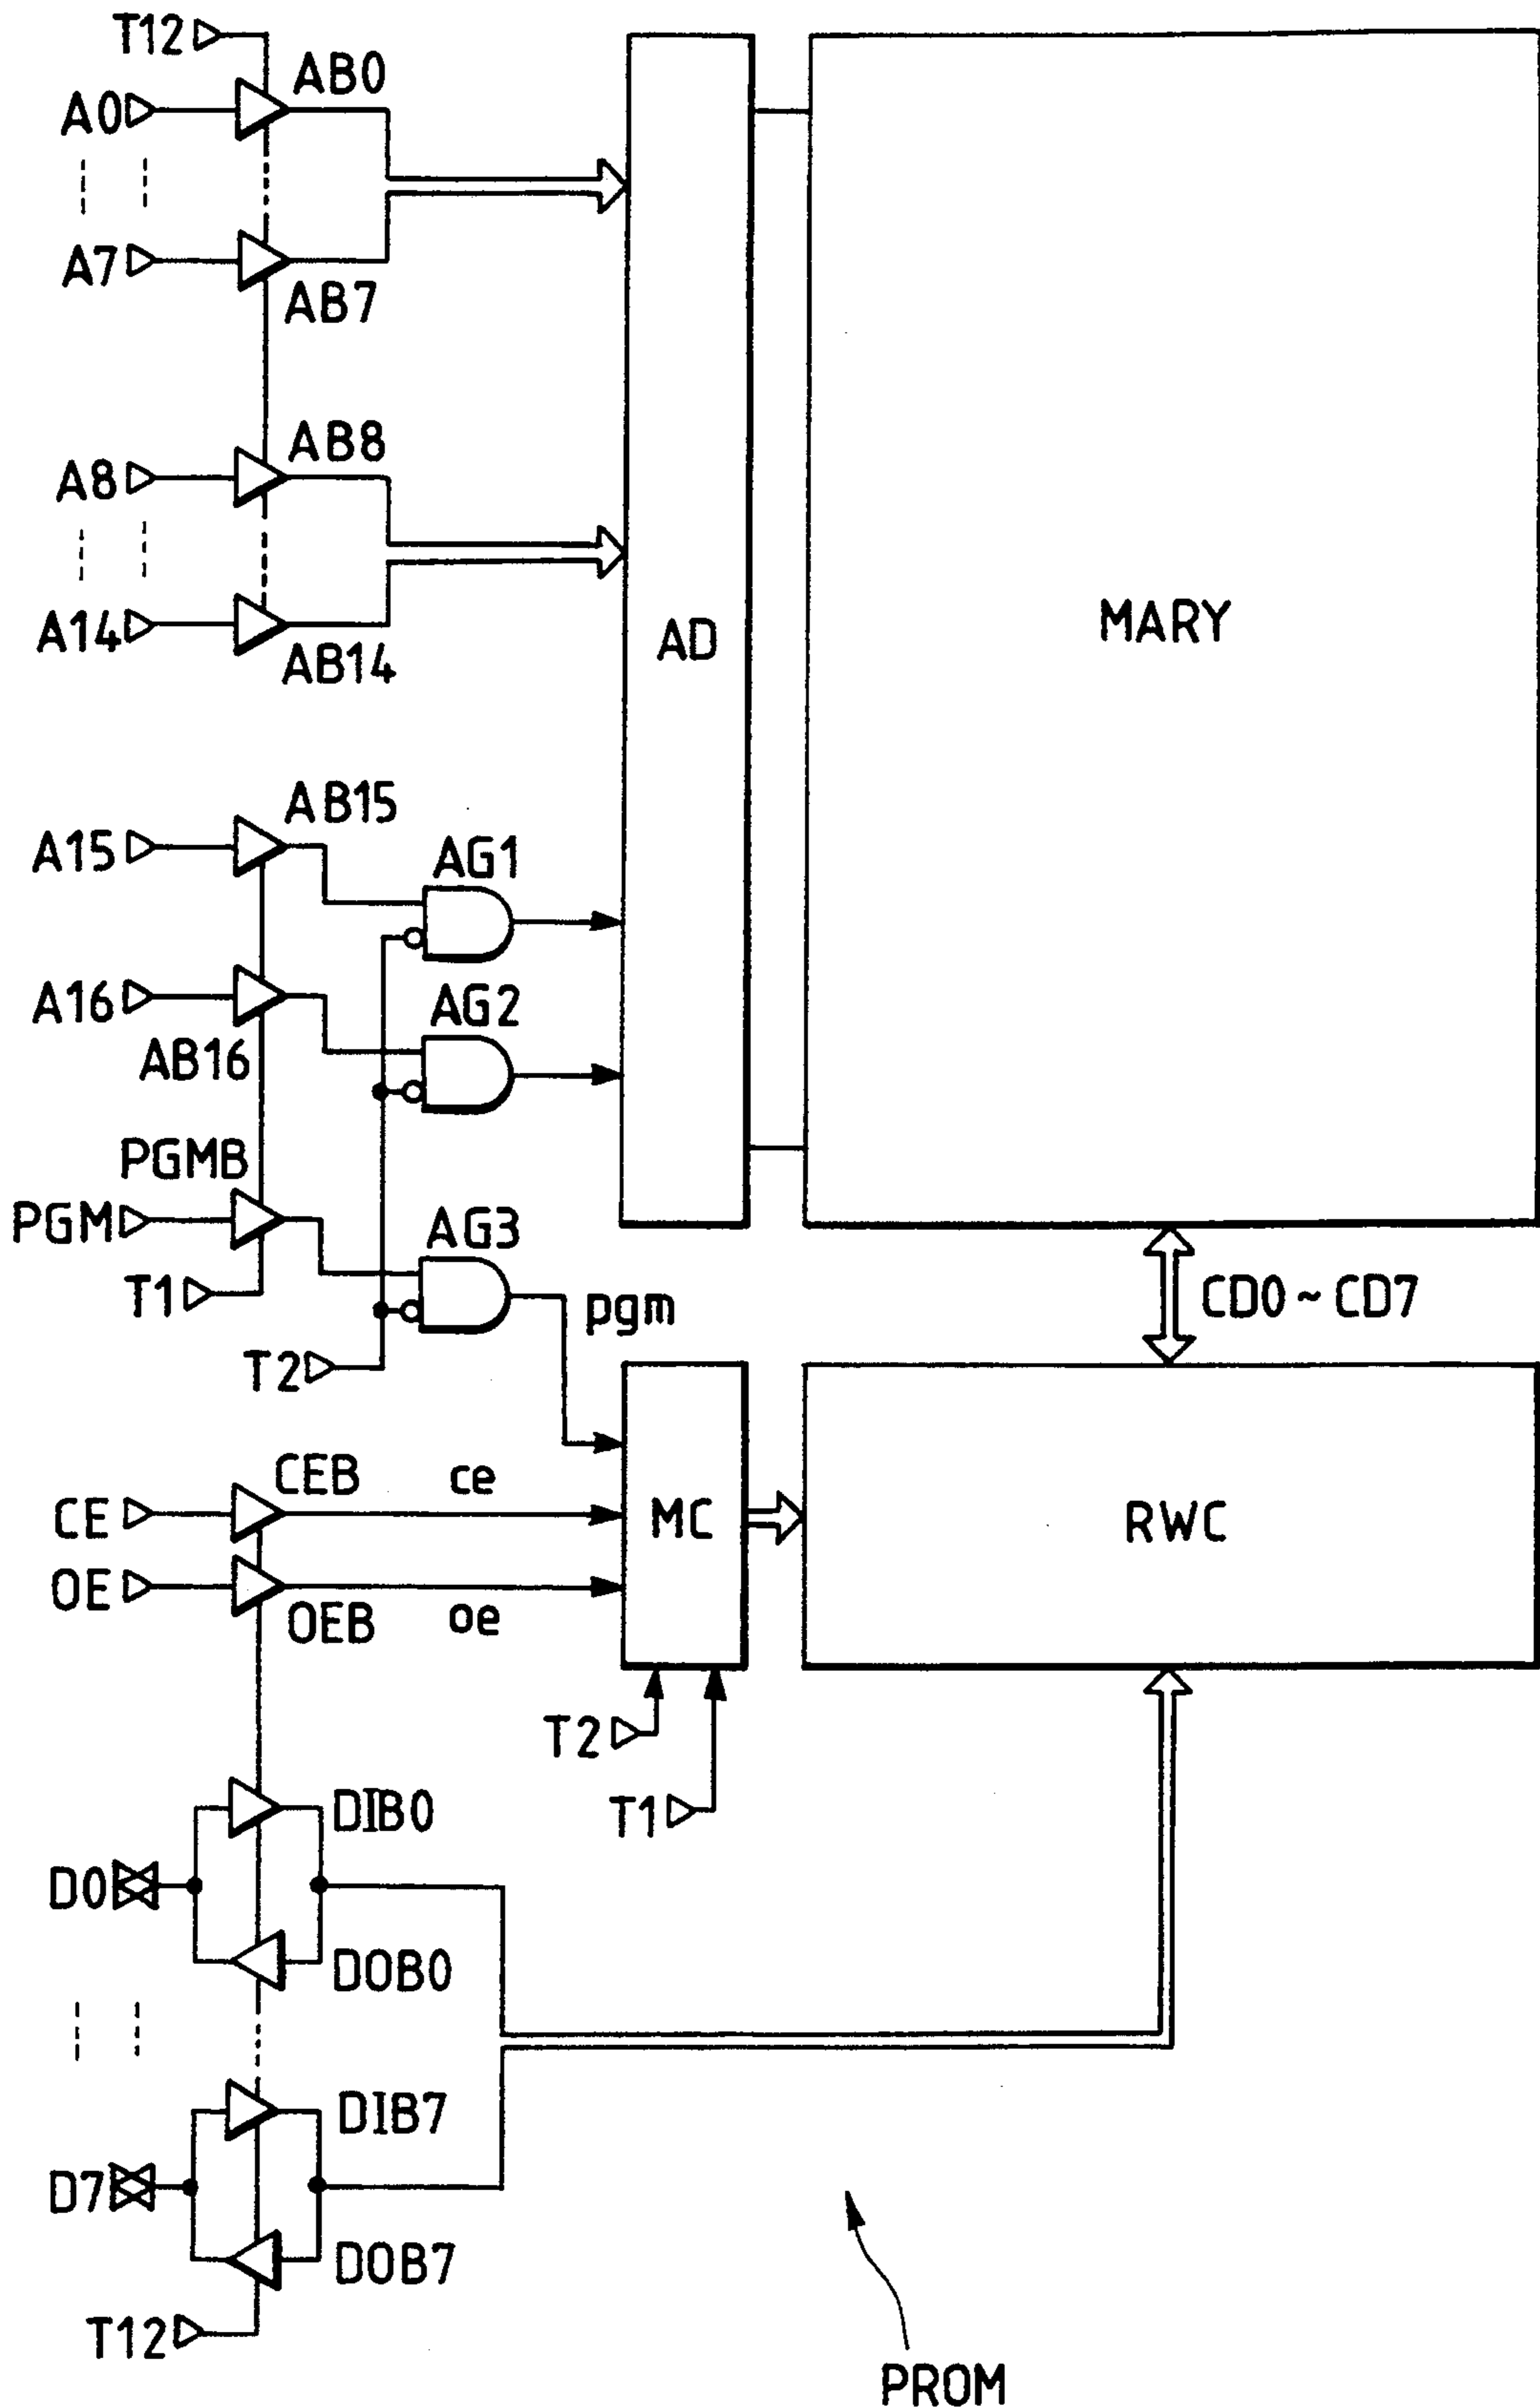 T12
AB0
A0
A7
AB7
AB8
A8
A14
AB14
AD
MARY
AB15
A15
AG1
A16
AG2
AB16
PGMB
PGM
AG3
T1
pgm
CD0~CD7
T2
CEB ce
CE
MC
RWC
OE
OEB oe
T2
T1
DIB0
D0
DOB0
DIB7
D7
DOB7
T12
PROM